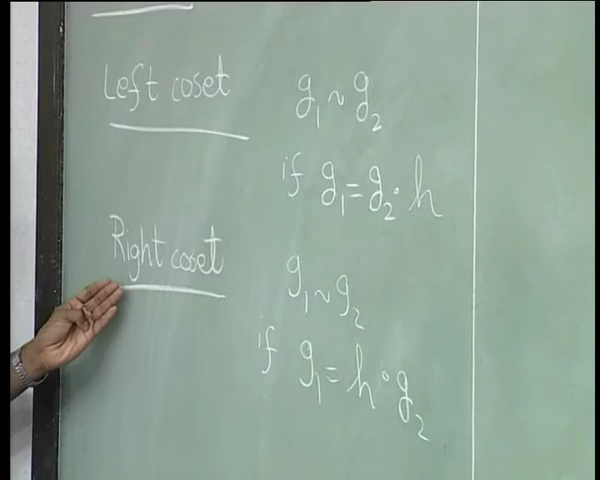 Left coset
g₁ ~ g₂
if g₁ = g₂ · h
Right coset
g₁ ~ g₂
if g₁ = h · g₂